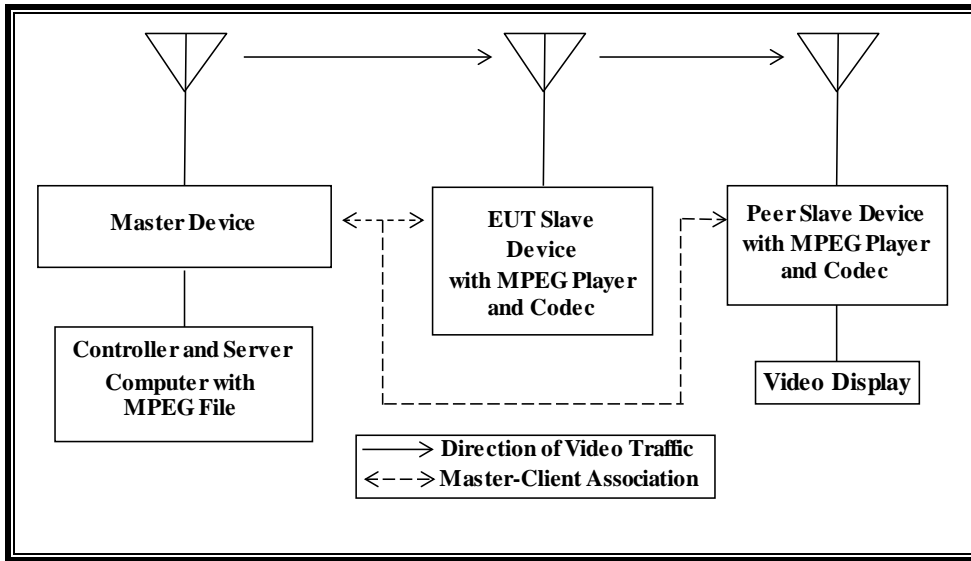 Master Device
EUT Slave
Device
with MPEG Player
and Codec
Peer Slave Device
with MPEG Player
and Codec
Controller and Server
Computer with
MPEG File
Video Display
Direction of Video Traffic
Master-Client Association